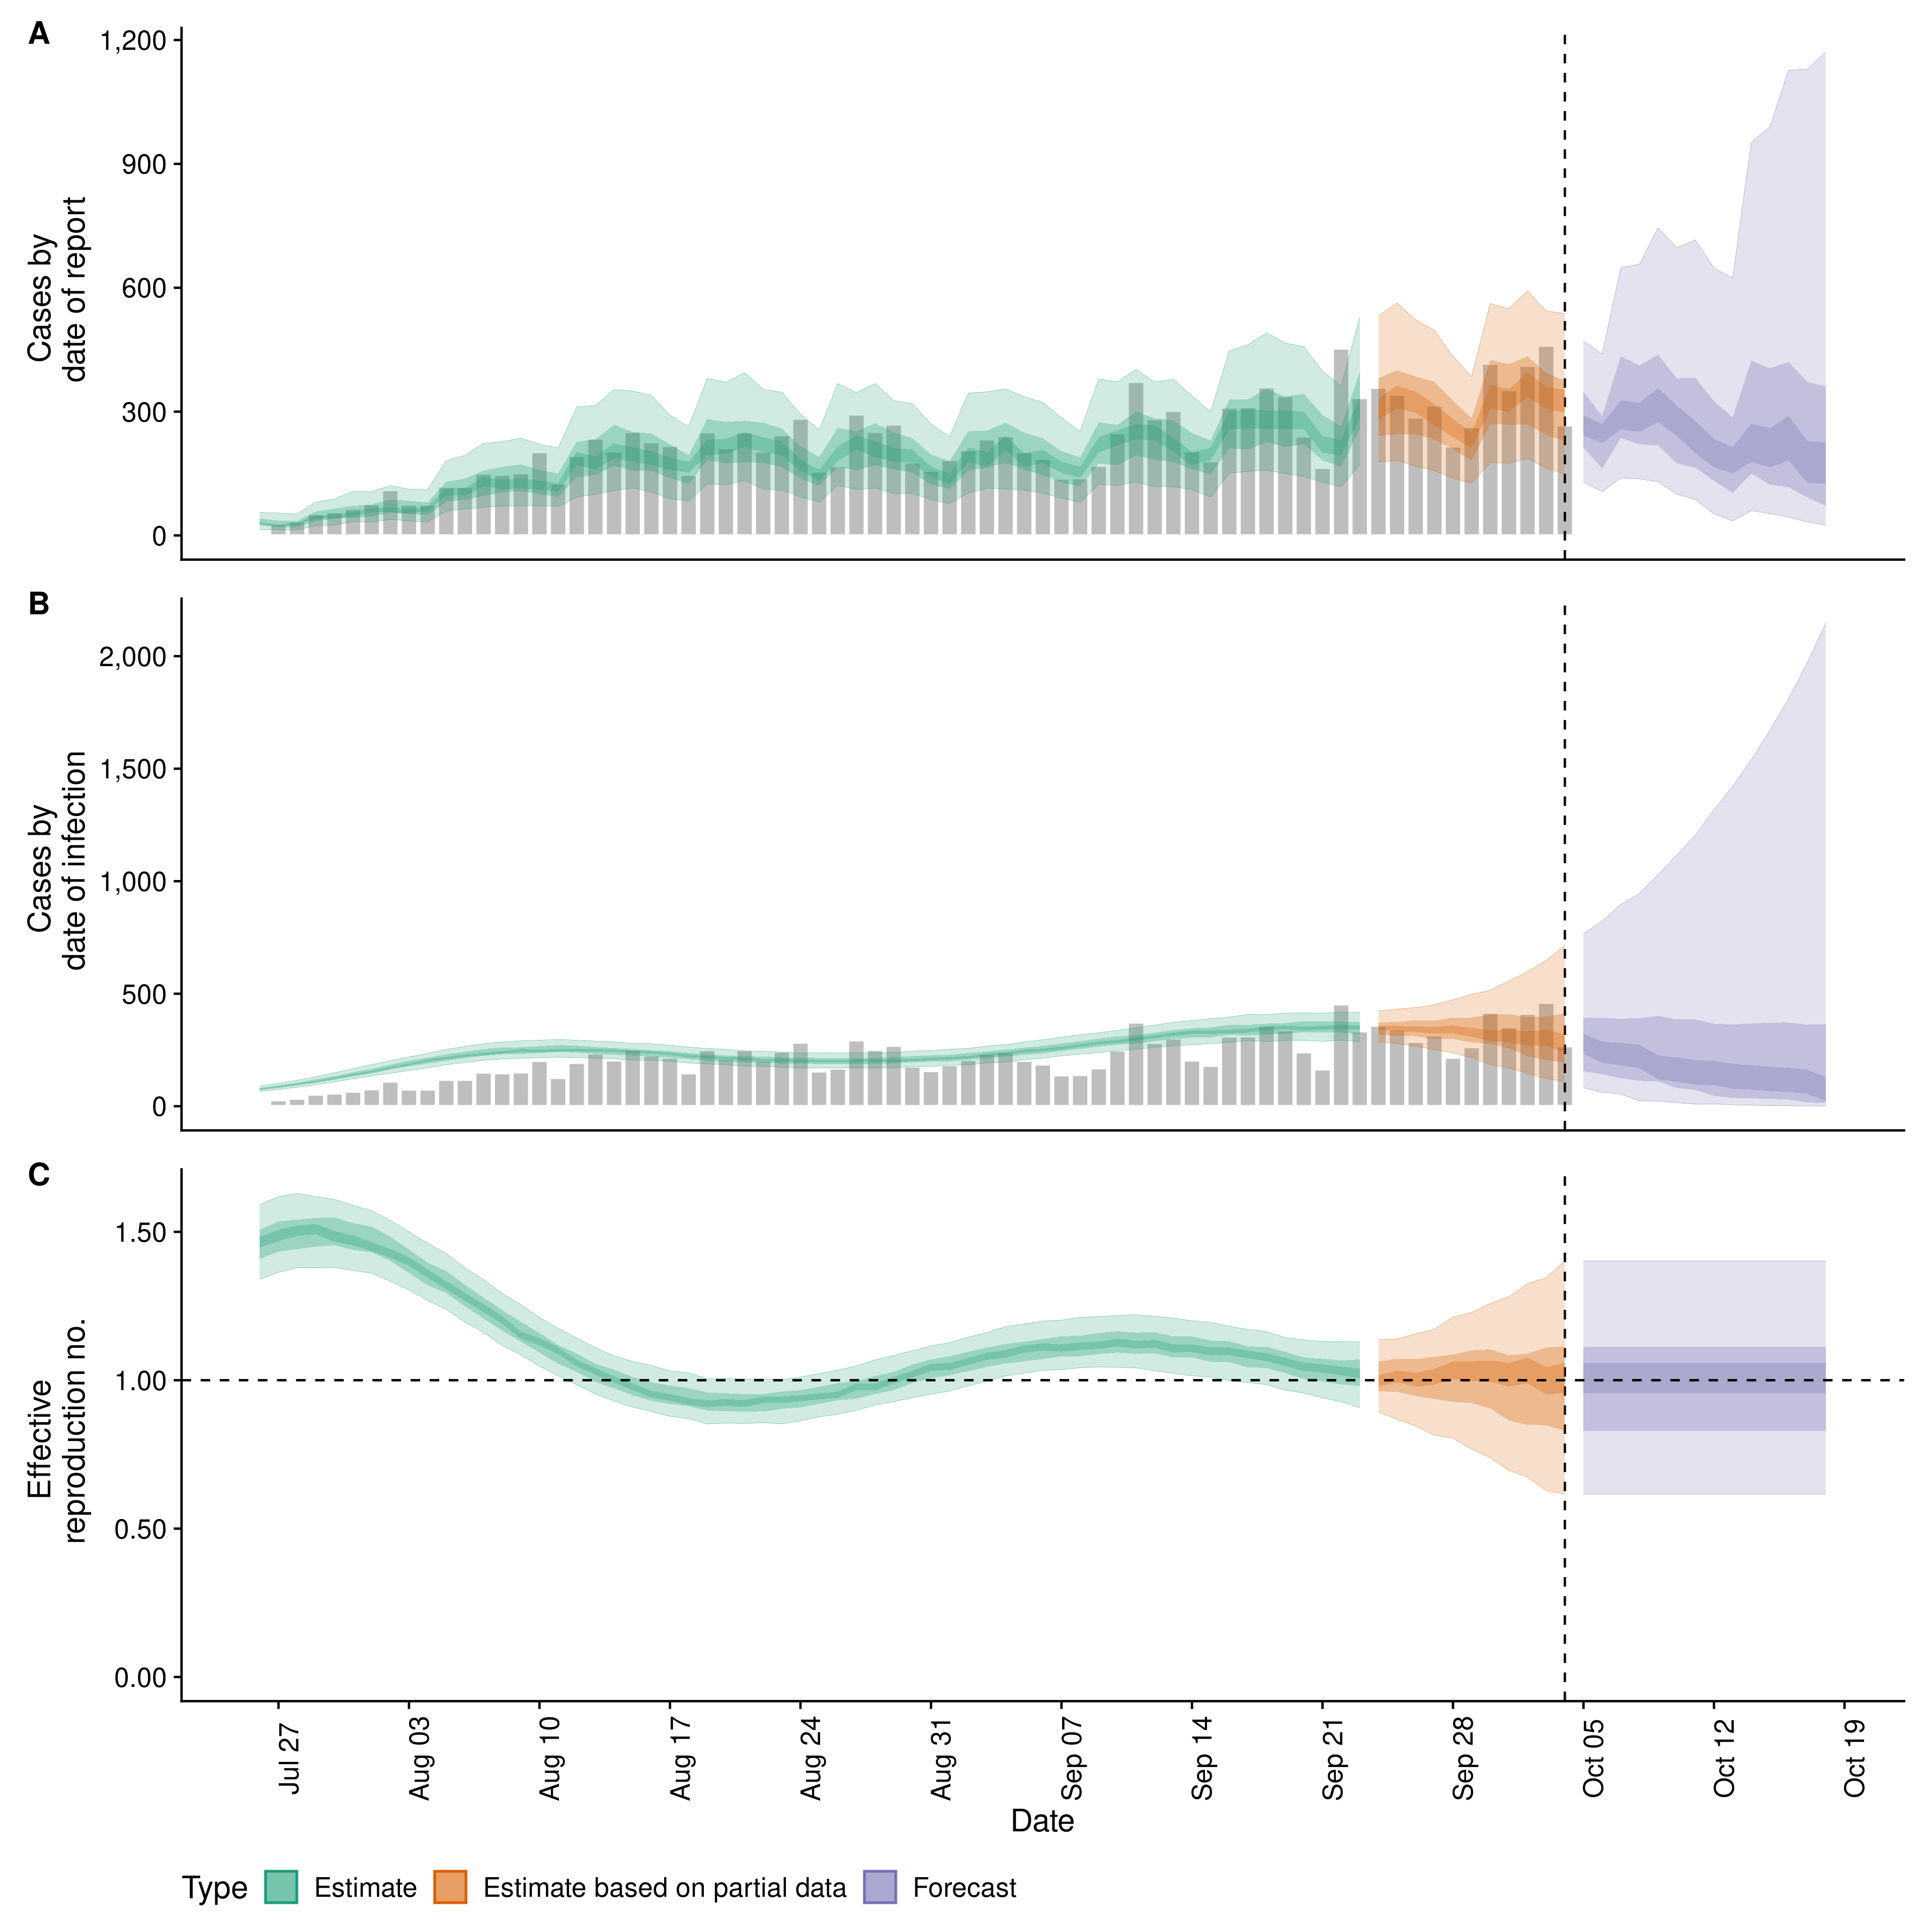 A
Cases by
date of report
1,200
900
600
300
0
B
Cases by
date of infection
2,000
1,500
1,000
500
0
C
Effective
reproduction no.
1.50
1.00
0.50
0.00
Jul 27
Aug 03
Aug 10
Aug 17
Aug 24
Aug 31
Sep 07
Sep 14
Sep 21
Sep 28
Oct 05
Oct 12
Oct 19
Date
Type Estimate Estimate based on partial data Forecast